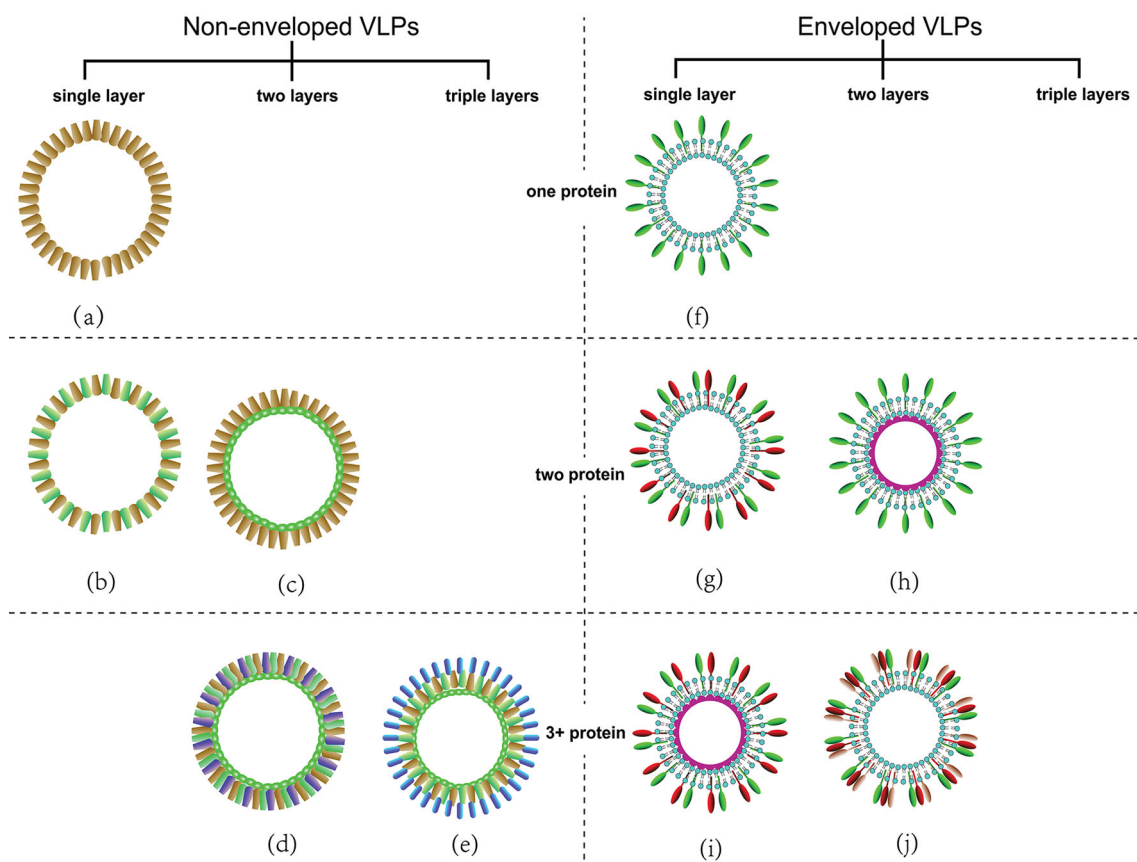 Non-enveloped VLPs
Enveloped VLPs
single layer
two layers
triple layers
single layer
two layers
triple layers
one protein
(a)
(f)
two protein
(b)
(c)
(g)
(h)
3+ protein
(d)
(e)
(i)
(j)